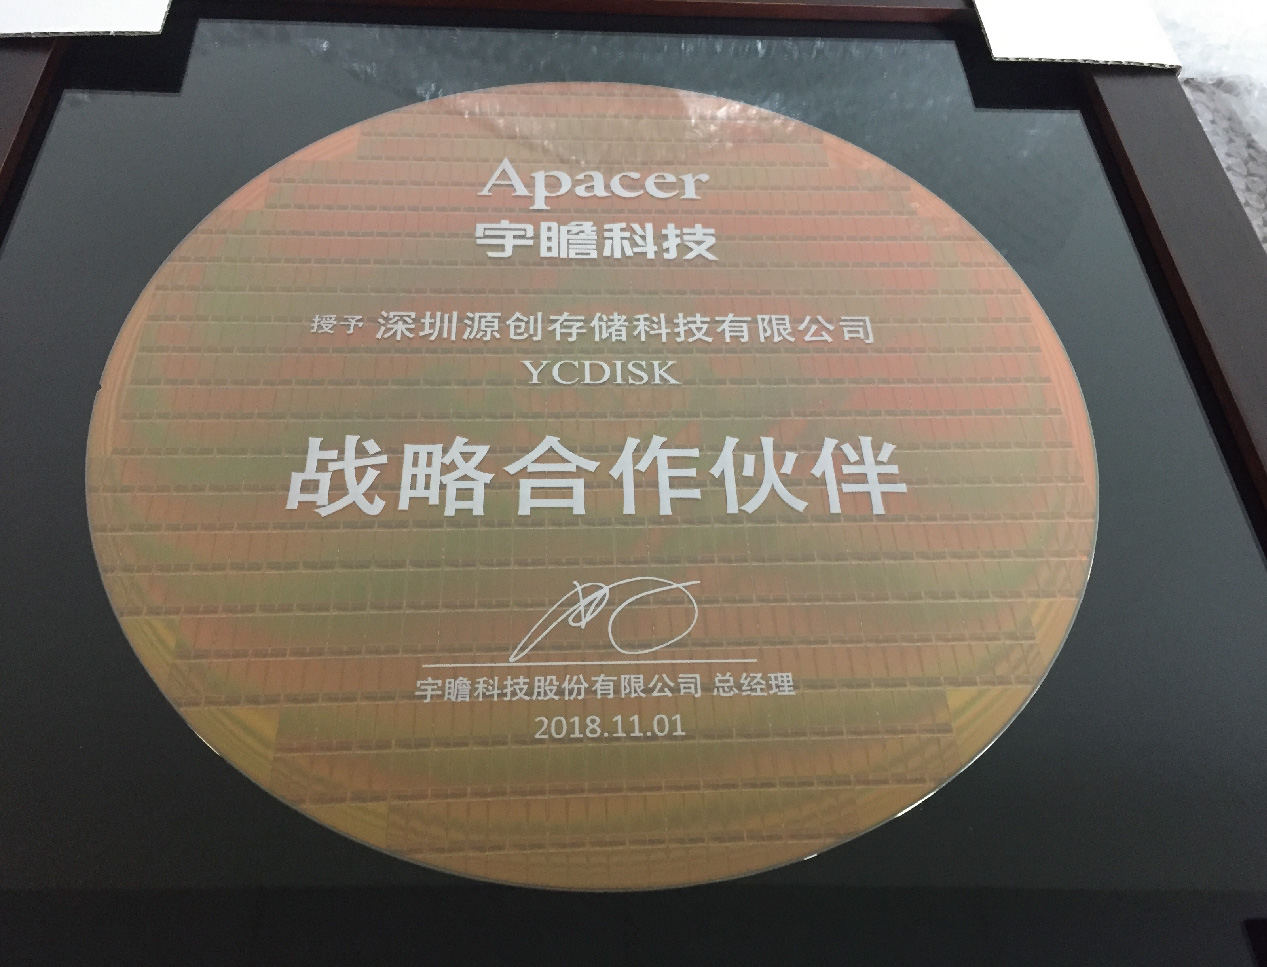 Apacer
宇瞻科技
授予 深圳源创存储科技有限公司
YCDISK
战略合作伙伴
宇瞻科技股份有限公司 总经理
2018.11.01